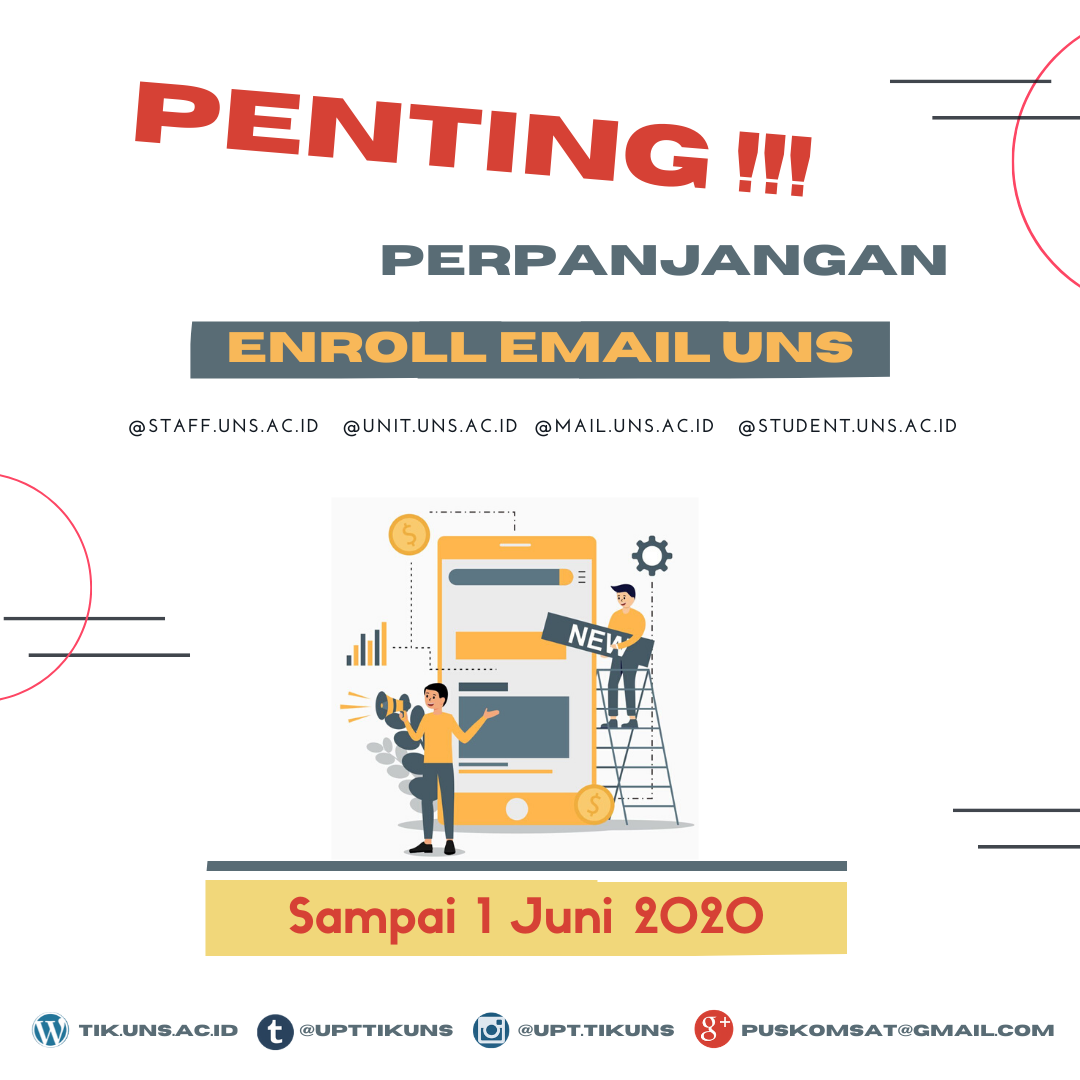 PENTING !!!
PERPANJANGAN
ENROLL EMAIL UNS
@STAFF.UNS.AC.ID @UNIT.UNS.AC.ID @MAIL.UNS.AC.ID @STUDENT.UNS.AC.ID
NEW
Sampai 1 Juni 2020
TIK.UNS.AC.ID @UPTTIKUNS @UPT.TIKUNS PUSKOMSAT@GMAIL.COM